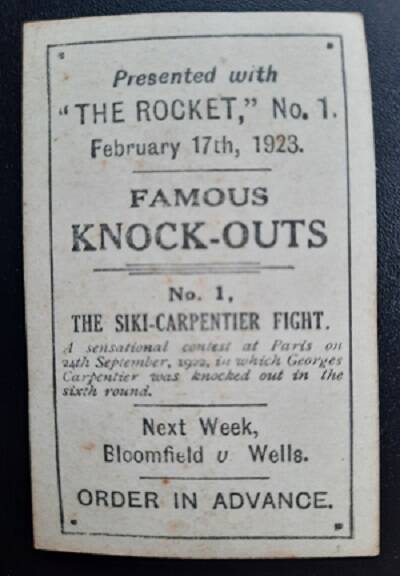 Presented with
"THE ROCKET," No. 1.
February 17th, 1923.
FAMOUS
KNOCK-OUTS
No. 1,
THE SIKI-CARPENTIER FIGHT.
A sensational contest at Paris on
24th September, 1922, in which Georges
Carpentier was knocked out in the
sixth round.
Next Week,
Bloomfield v Wells.
ORDER IN ADVANCE.